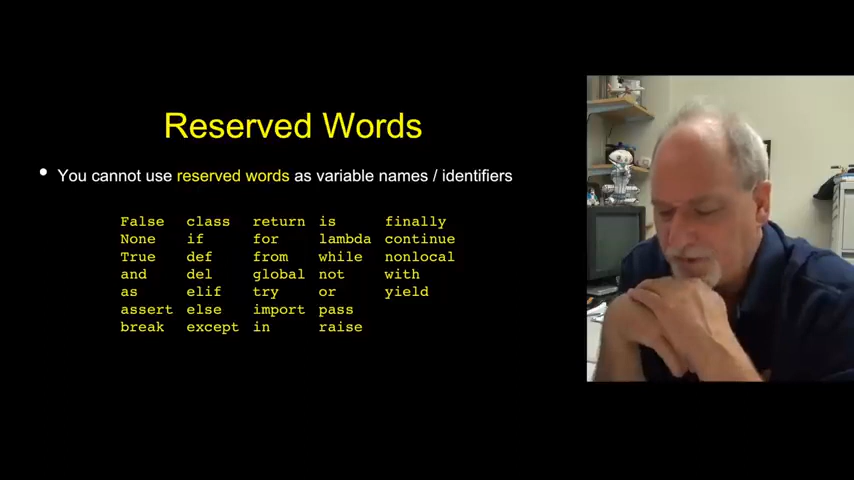 Reserved Words
• You cannot use reserved words as variable names / identifiers
False class return is finally
None if for lambda continue
True def from while nonlocal
and del global not with
as elif try or yield
assert else import pass
break except in raise